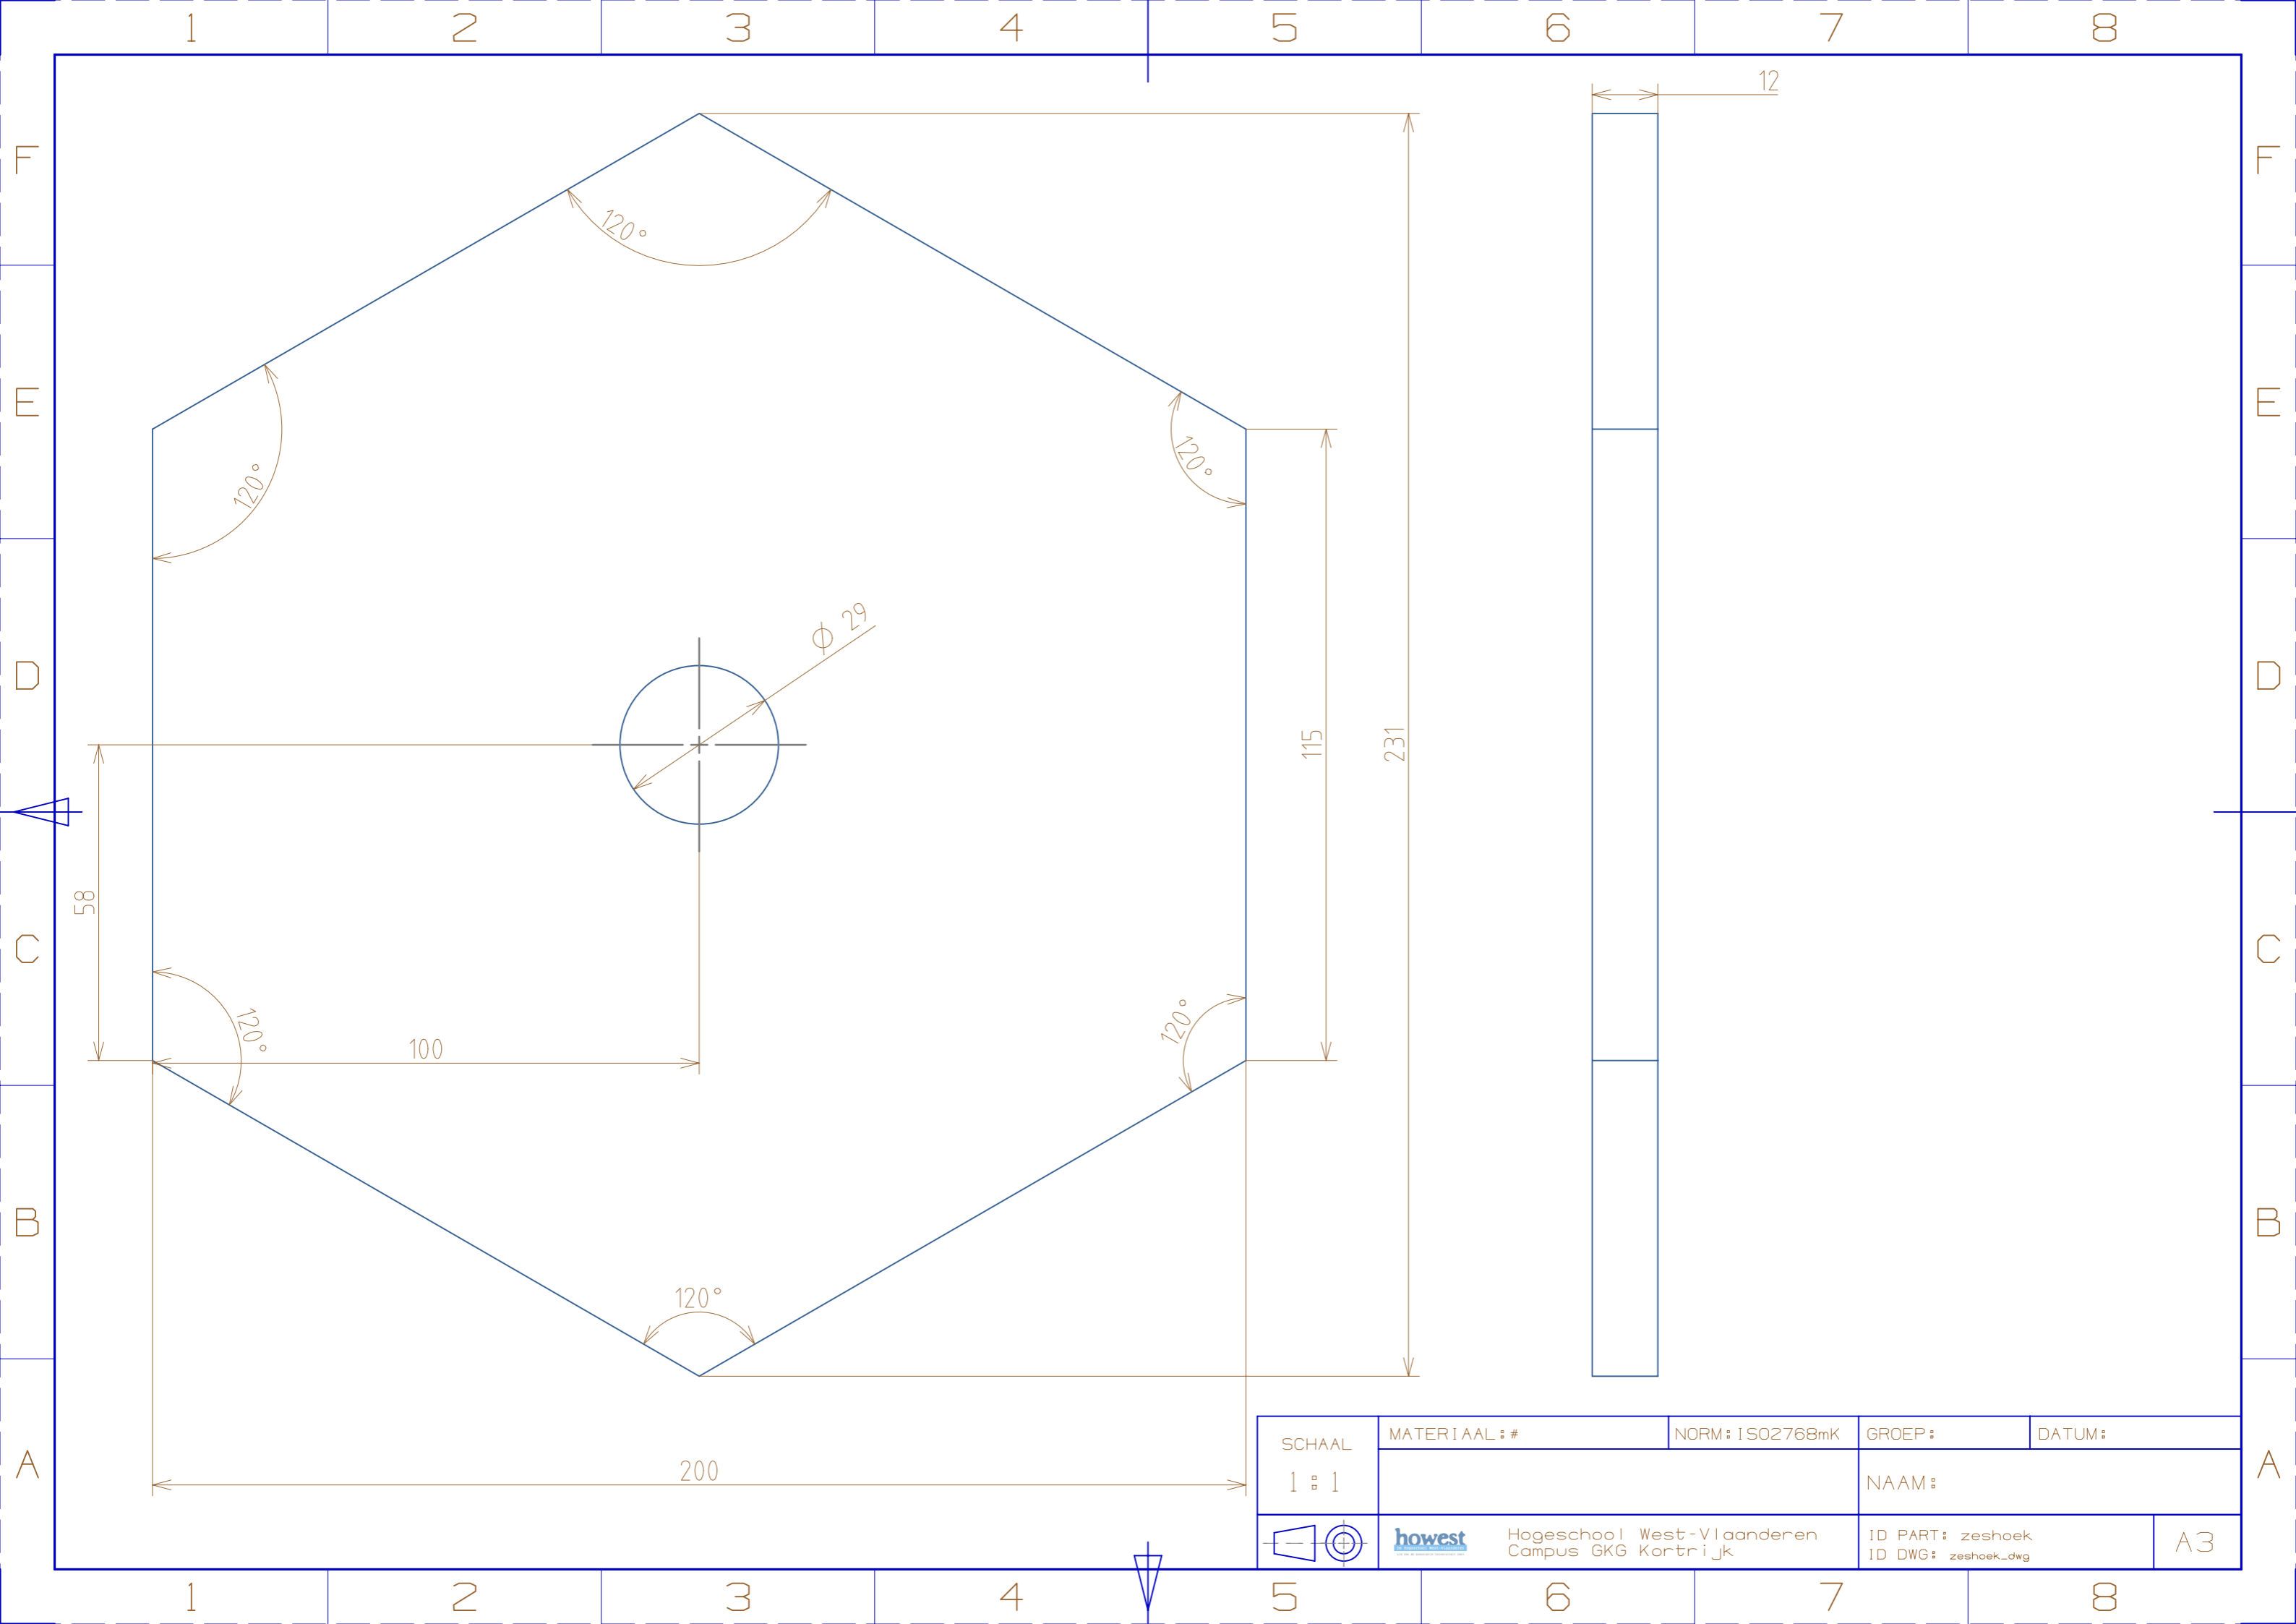 1 2 3 4 5 6 7 8
12
F F
120°
E E
120°
120°
D D
Φ 29
115
231
58
C C
120°
100
120°
B B
120°
SCHAAL
1:1
MATERIAAL:#
NORM:ISO2768mK
GROEP:
DATUM:
A A
200
NAAM:
howest
Hogeschool West-Vlaanderen
Campus GKG Kortrijk
ID PART: zeshoek
ID DWG: zeshoek_dwg
A3
1 2 3 4 5 6 7 8